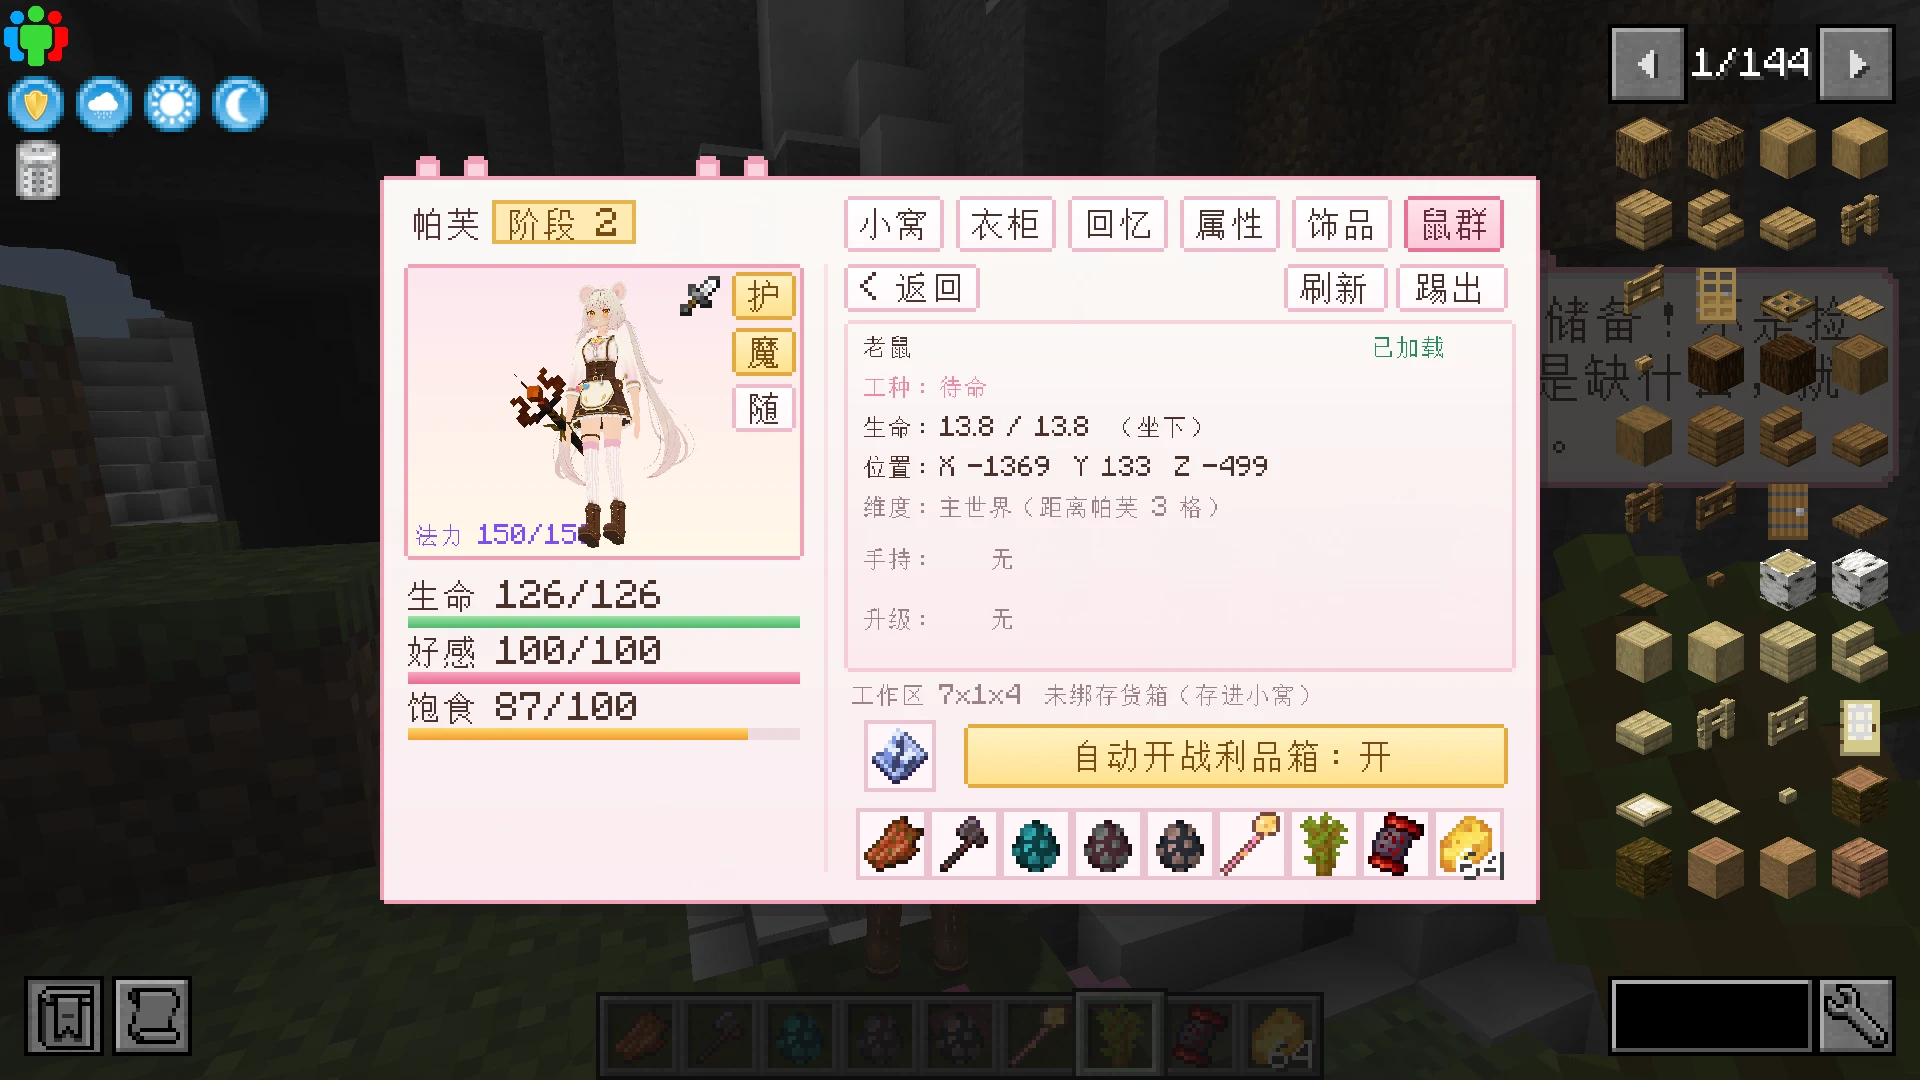 1/144
帕芙 阶段 2
小窝 衣柜 回忆 属性 饰品 鼠群
< 返回 刷新 踢出
护
魔
随
法力 150/15
生命 126/126
好感 100/100
饱食 87/100
老鼠 已加载
工种：待命
生命：13.8 / 13.8 （坐下）
位置：X -1369 Y 133 Z -499
维度：主世界（距离帕芙 3 格）
手持： 无
升级： 无
工作区 7x1x4 未绑存货箱（存进小窝）
自动开战利品箱：开
64
储备！不是捡
是缺什 ，就
。
64